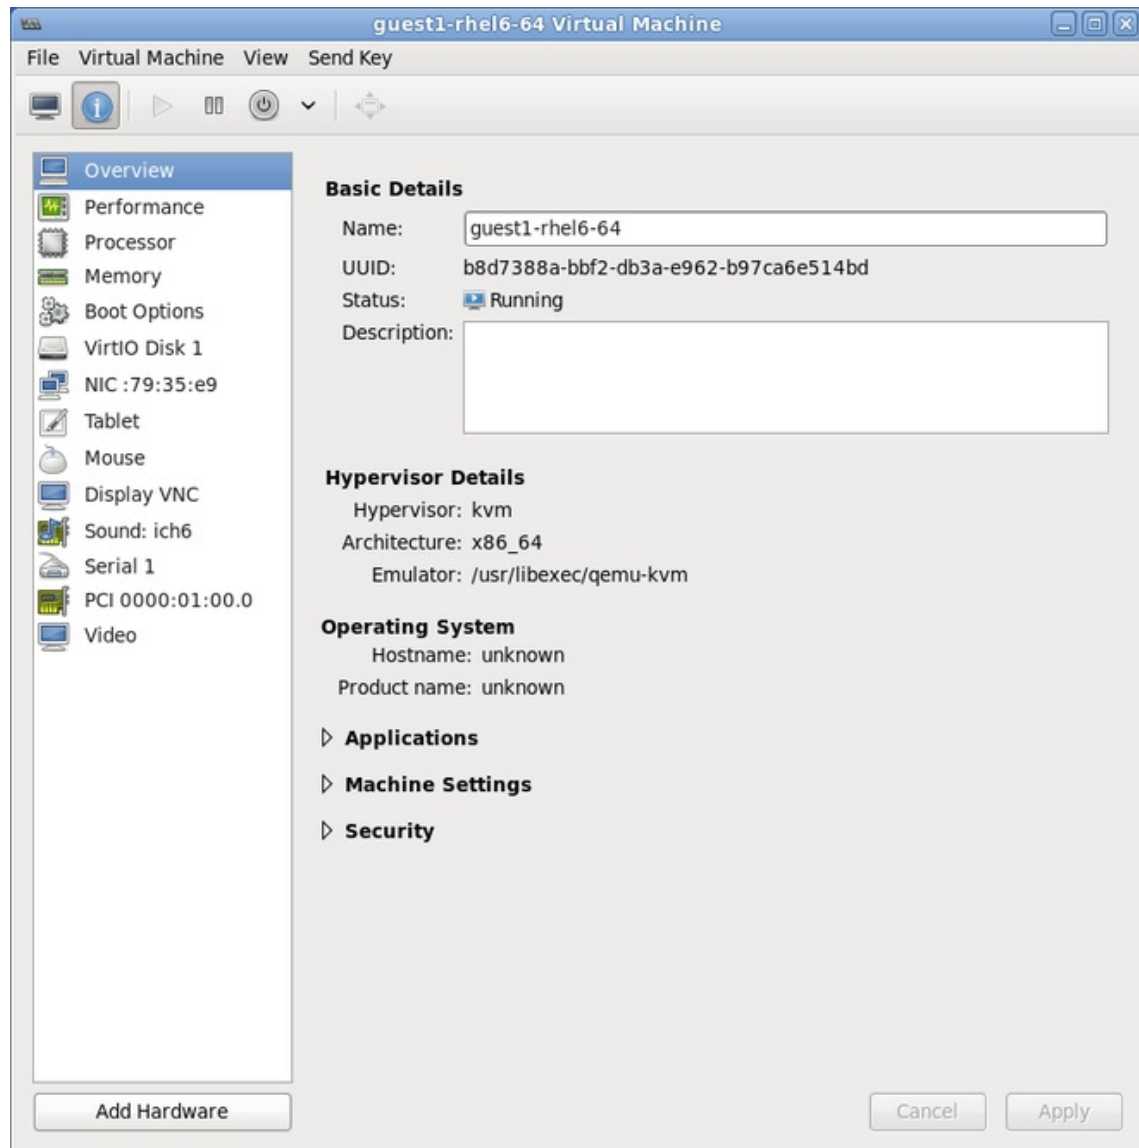 guest1-rhel6-64 Virtual Machine
File Virtual Machine View Send Key
Overview
Performance
Processor
Memory
Boot Options
VirtIO Disk 1
NIC :79:35:e9
Tablet
Mouse
Display VNC
Sound: ich6
Serial 1
PCI 0000:01:00.0
Video
Add Hardware
Basic Details
Name: guest1-rhel6-64
UUID: b8d7388a-bbf2-db3a-e962-b97ca6e514bd
Status: Running
Description:
Hypervisor Details
Hypervisor: kvm
Architecture: x86_64
Emulator: /usr/libexec/qemu-kvm
Operating System
Hostname: unknown
Product name: unknown
Applications
Machine Settings
Security
Cancel Apply